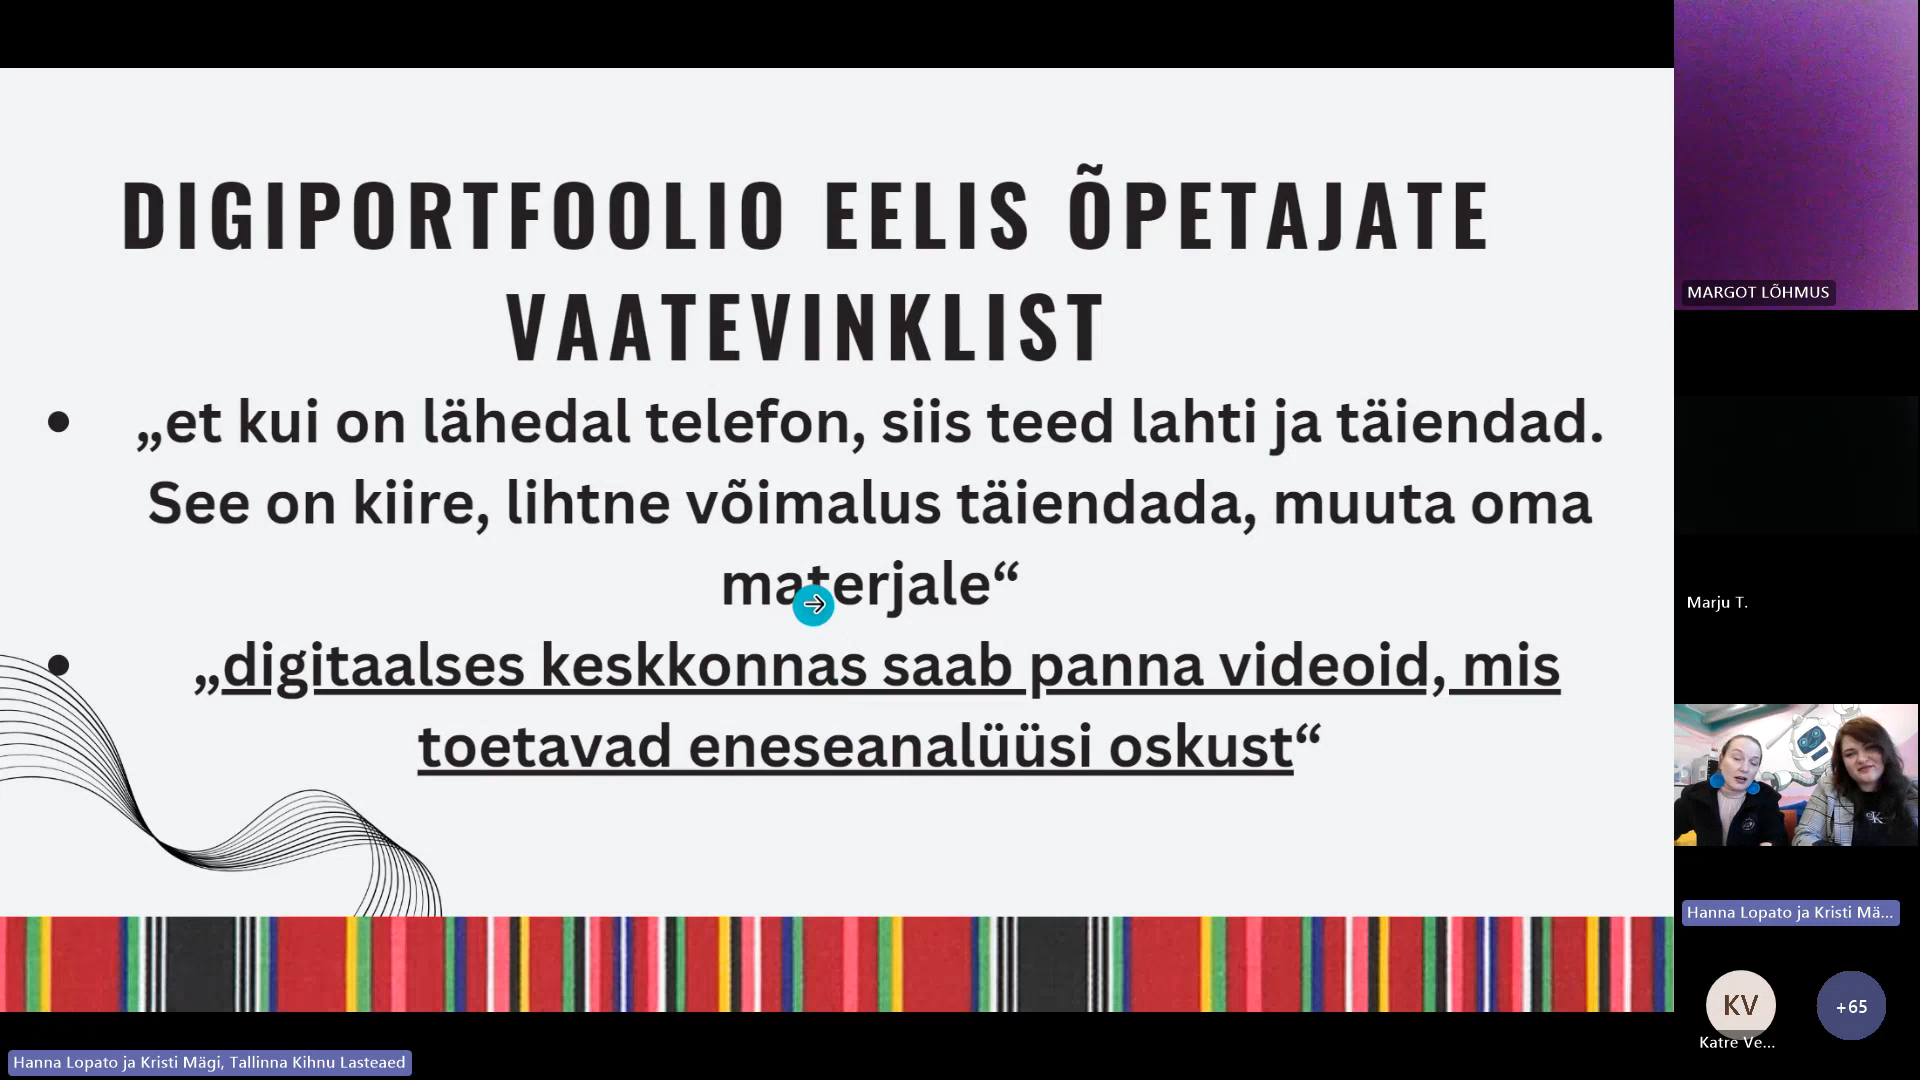 DIGIPORTFOOLIO EELIS ÕPETAJATE
VAATEVINKLIST
• „et kui on lähedal telefon, siis teed lahti ja täiendad.
See on kiire, lihtne võimalus täiendada, muuta oma
materjale“
• „digitaalses keskkonnas saab panna videoid, mis
toetavad eneseanalüüsi oskust“
MARGOT LÕHMUS
Marju T.
CK
Hanna Lopato ja Kristi Mä...
KV
Katre Ve...
+65
Hanna Lopato ja Kristi Mägi, Tallinna Kihnu Lasteaed